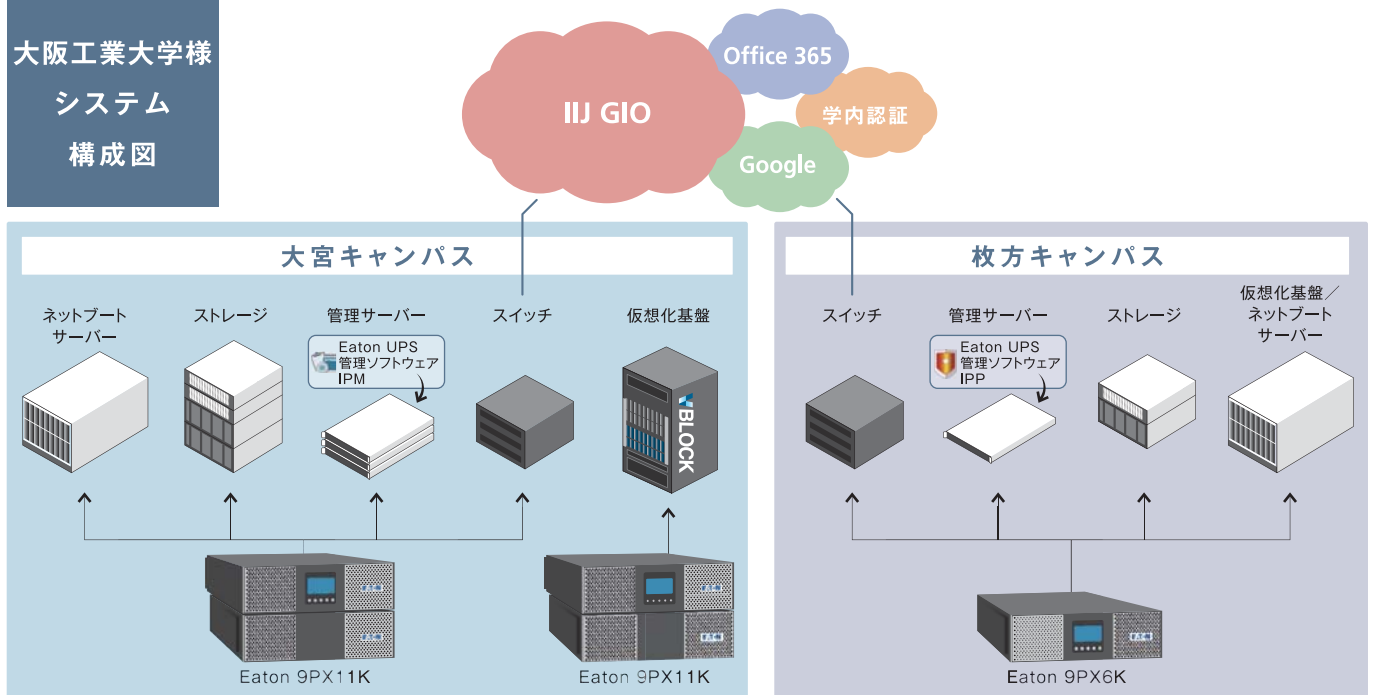 大阪工業大学様
システム
構成図
IIJ GIO
Office 365
学内認証
Google
大宮キャンパス
ネットブート
サーバー
ストレージ
管理サーバー
Eaton UPS
管理ソフトウェア
IPM
スイッチ
仮想化基盤
VBLOCK
EATON
EATON
Eaton 9PX11K
EATON
EATON
Eaton 9PX11K
枚方キャンパス
スイッチ
管理サーバー
Eaton UPS
管理ソフトウェア
IPP
ストレージ
仮想化基盤／
ネットブート
サーバー
EATON
Eaton 9PX6K